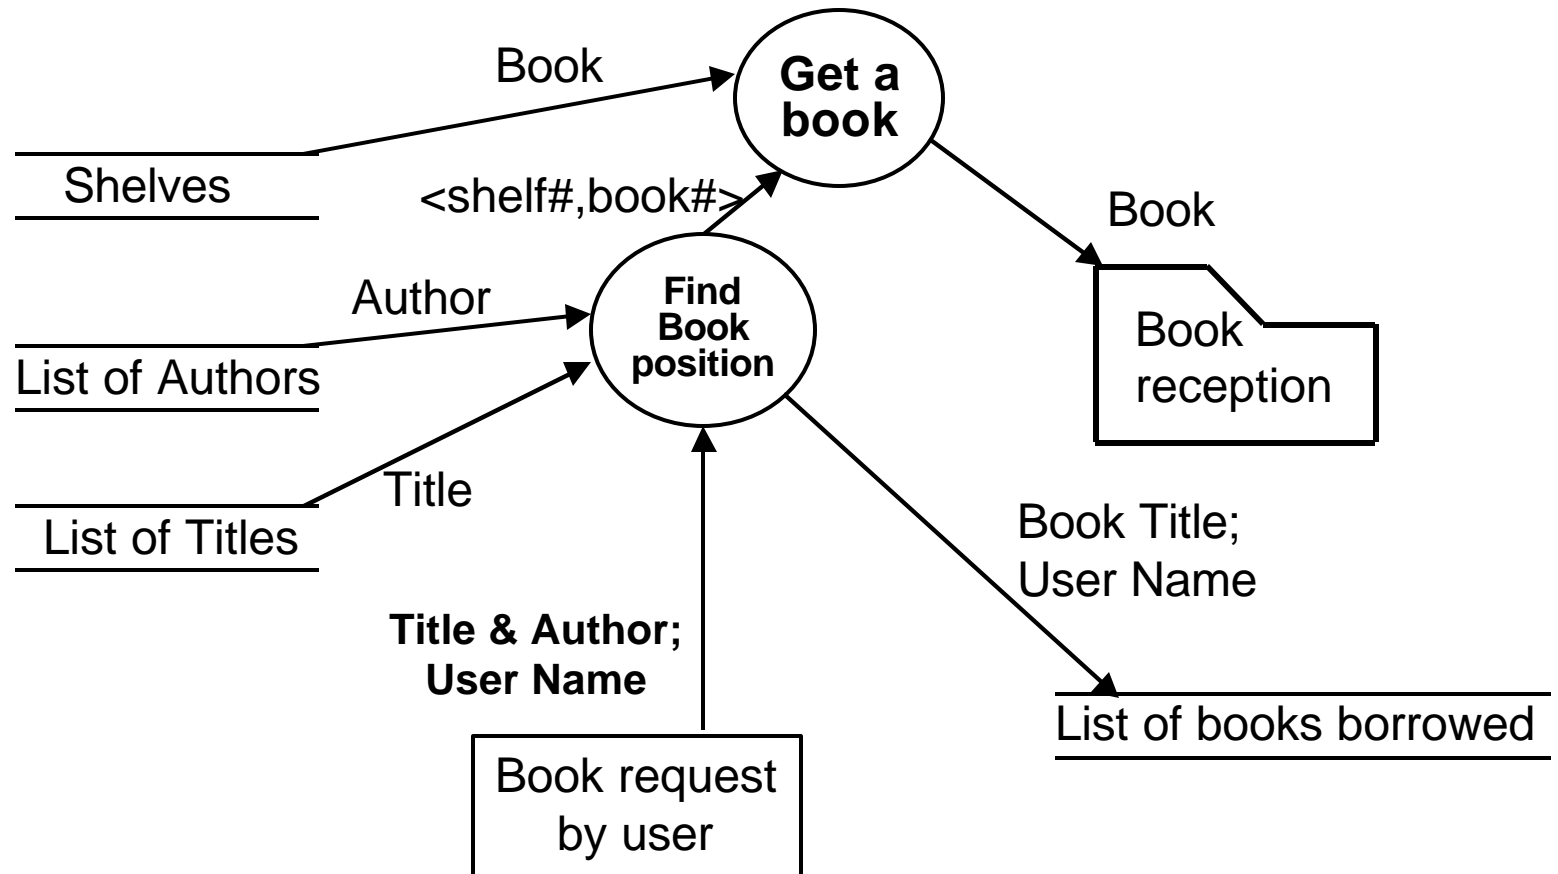 Book
Get a
book
Shelves
<shelf#,book#>
Book
Author
Find
Book
position
Book
reception
List of Authors
Title
List of Titles
Book Title;
User Name
Title & Author;
User Name
List of books borrowed
Book request
by user